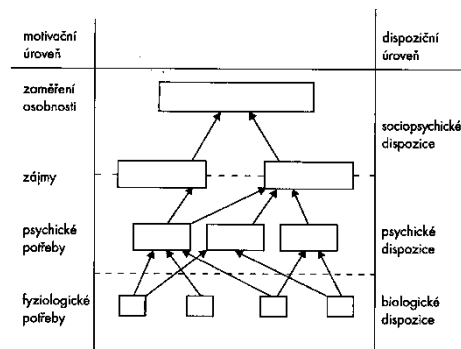 motivační
úroveň
dispoziční
úroveň
zaměření
osobnosti
sociopsychické
dispozice
zájmy
psychické
potřeby
psychické
dispozice
fyziologické
potřeby
biologické
dispozice